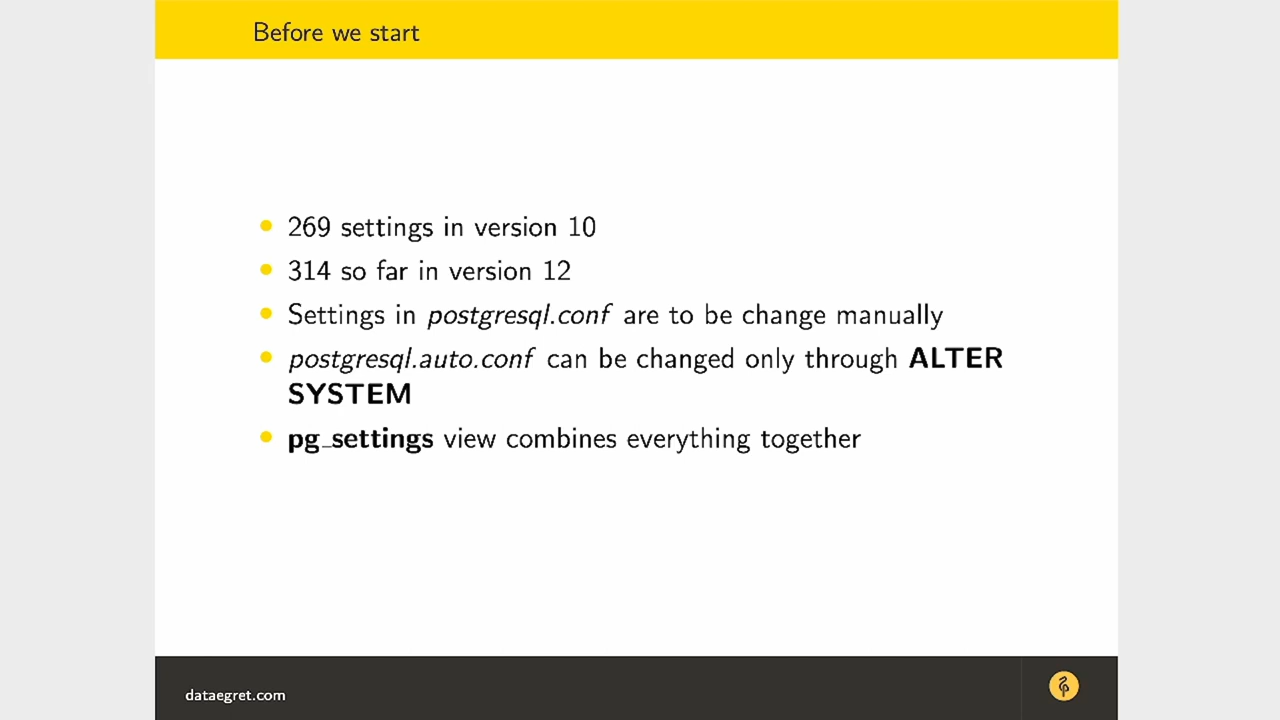 Before we start
269 settings in version 10
314 so far in version 12
Settings in postgresql.conf are to be change manually
postgresql.auto.conf can be changed only through ALTER
SYSTEM
pg_settings view combines everything together
dataegret.com